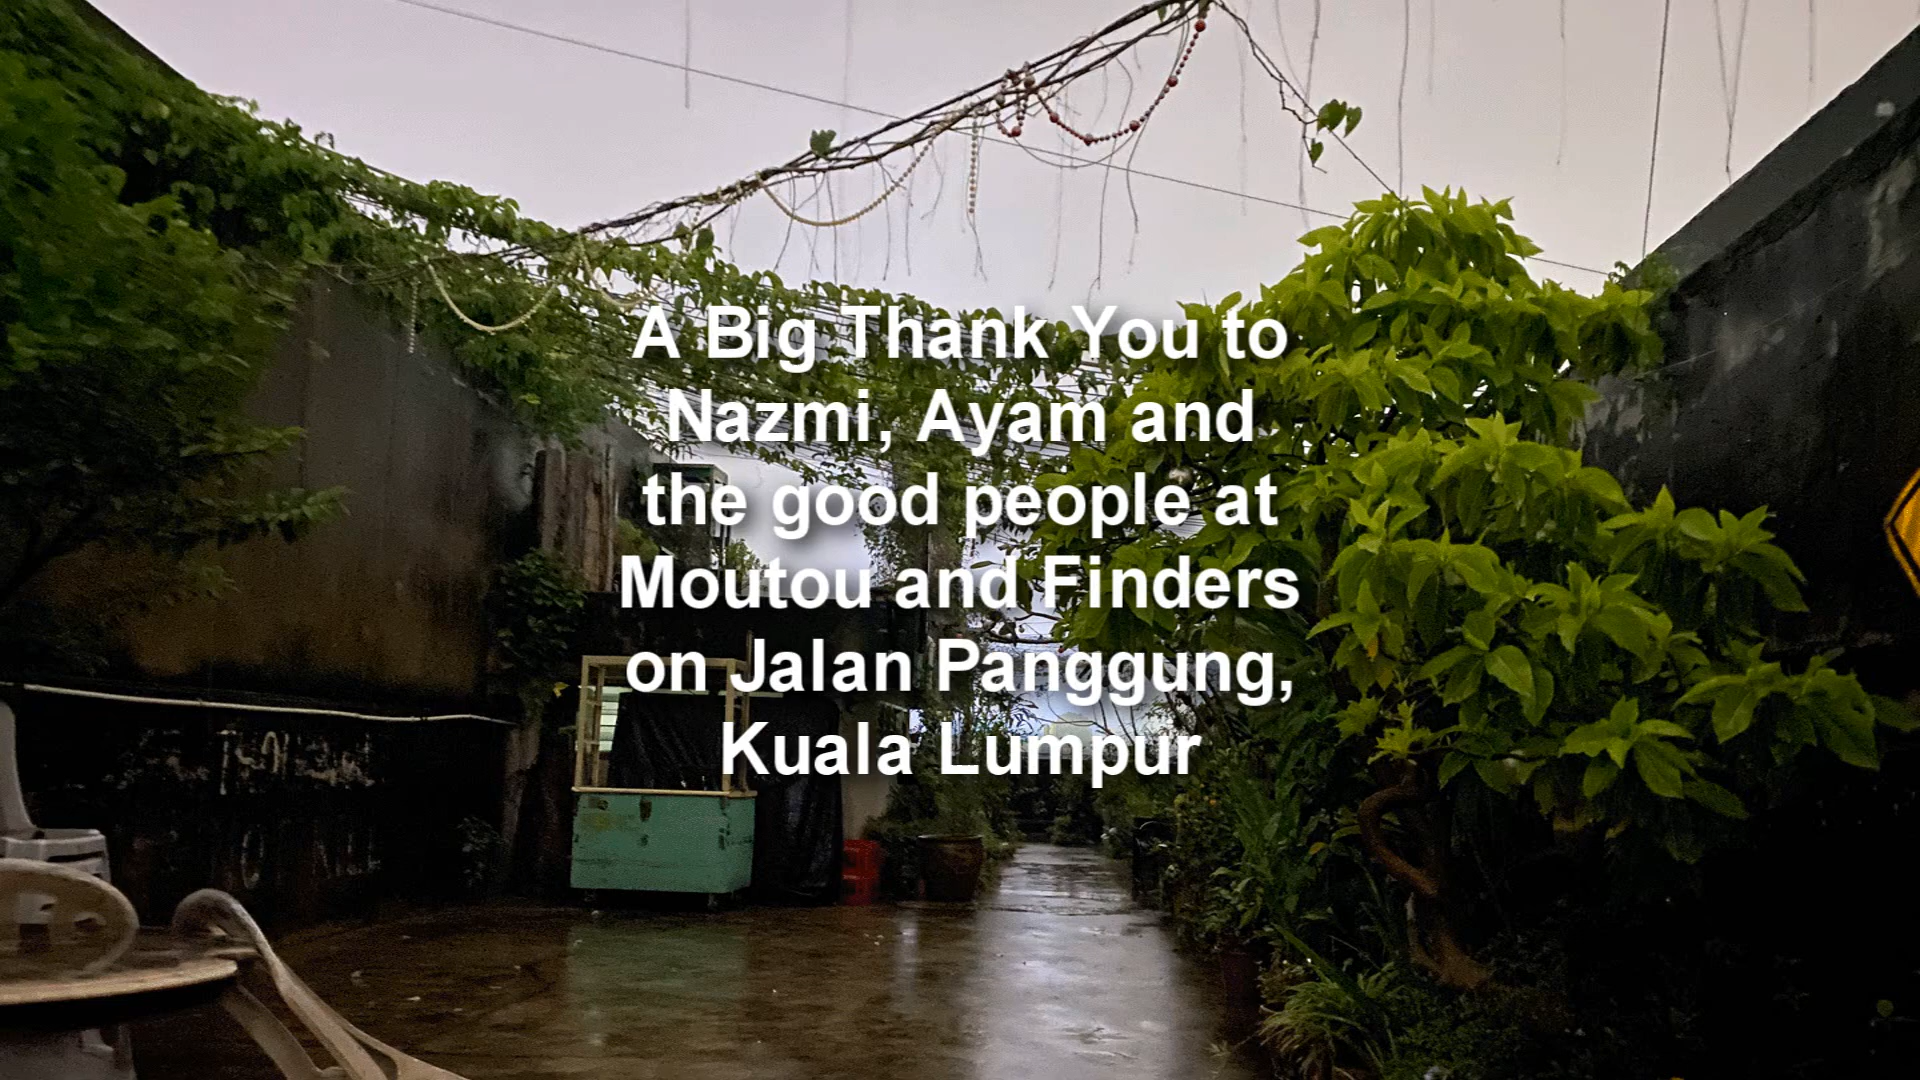 A Big Thank You to
Nazmi, Ayam and
the good people at
Moutou and Finders
on Jalan Panggung,
Kuala Lumpur